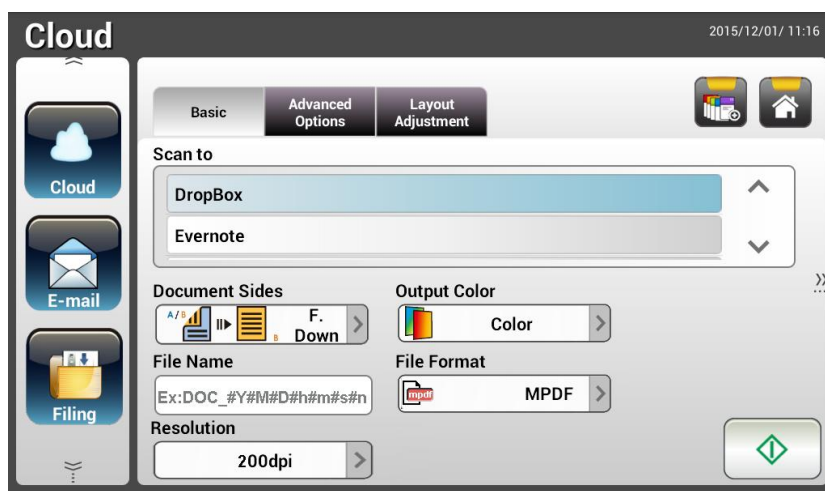 Cloud
2015/12/01/ 11:16
Basic
Advanced
Options
Layout
Adjustment
Scan to
Cloud
DropBox
Evernote
E-mail
Document Sides
Output Color
A/B
B
F.
Down
Color
File Name
File Format
Ex:DOC_#Y#M#D#h#m#s#n
mpdf
MPDF
Filing
Resolution
200dpi